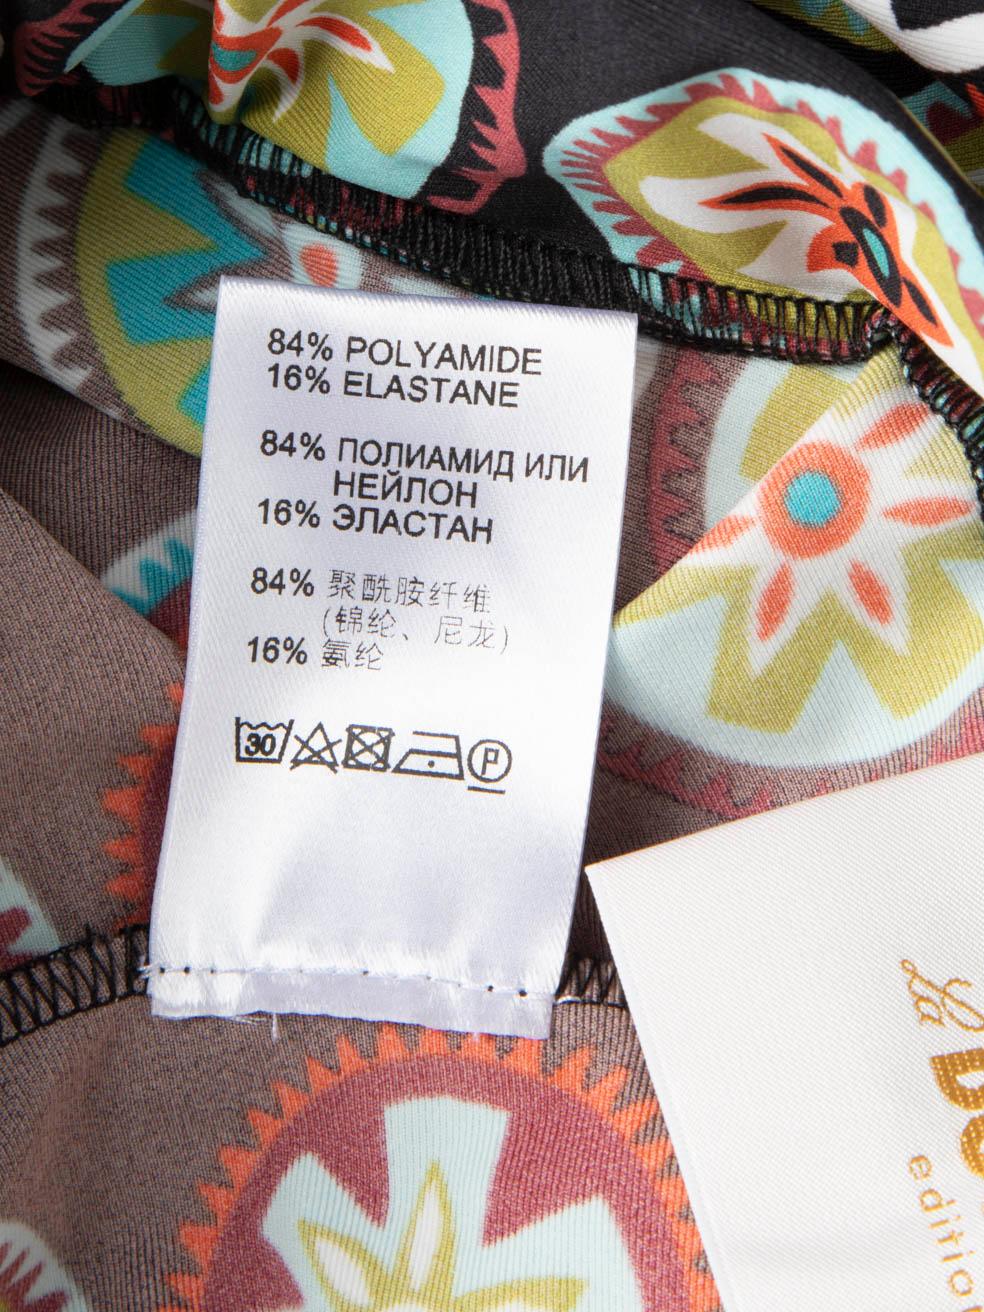 84% POLYAMIDE
16% ELASTANE
84% ПОЛИАМИД ИЛИ
НЕЙЛОН
16% ЭЛАСТАН
84% 聚酰胺纤维
(锦纶、尼龙)
16% 氨纶
30
P
La